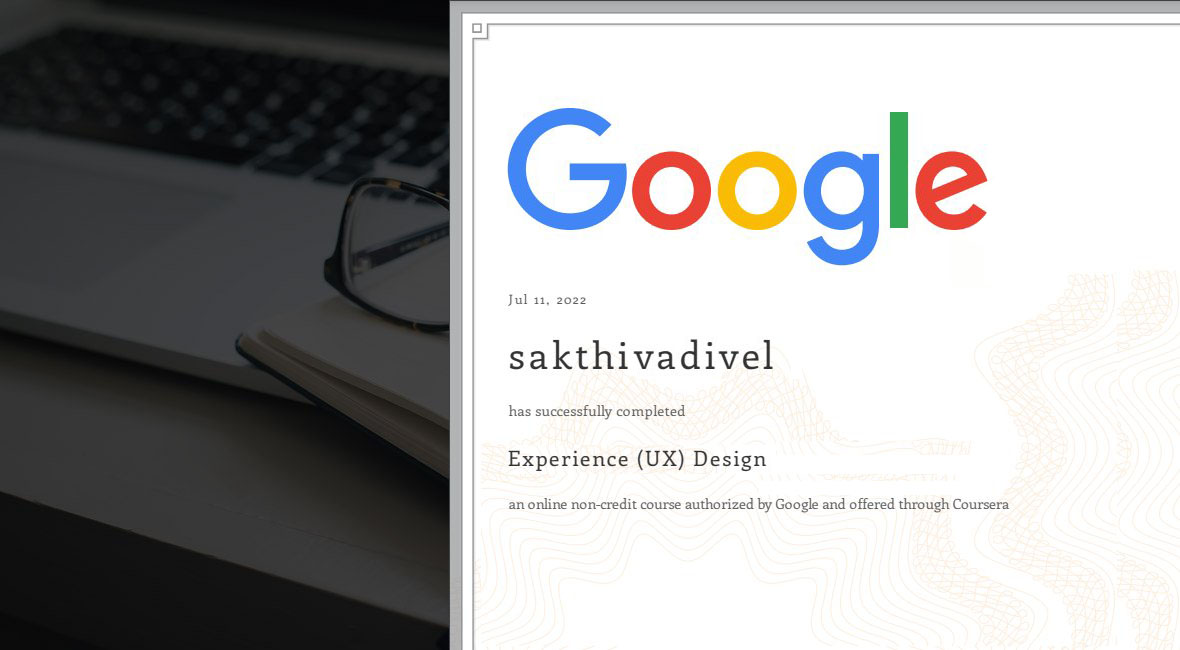 Google
Jul 11, 2022
sakthivadivel
has successfully completed
Experience (UX) Design
an online non-credit course authorized by Google and offered through Coursera